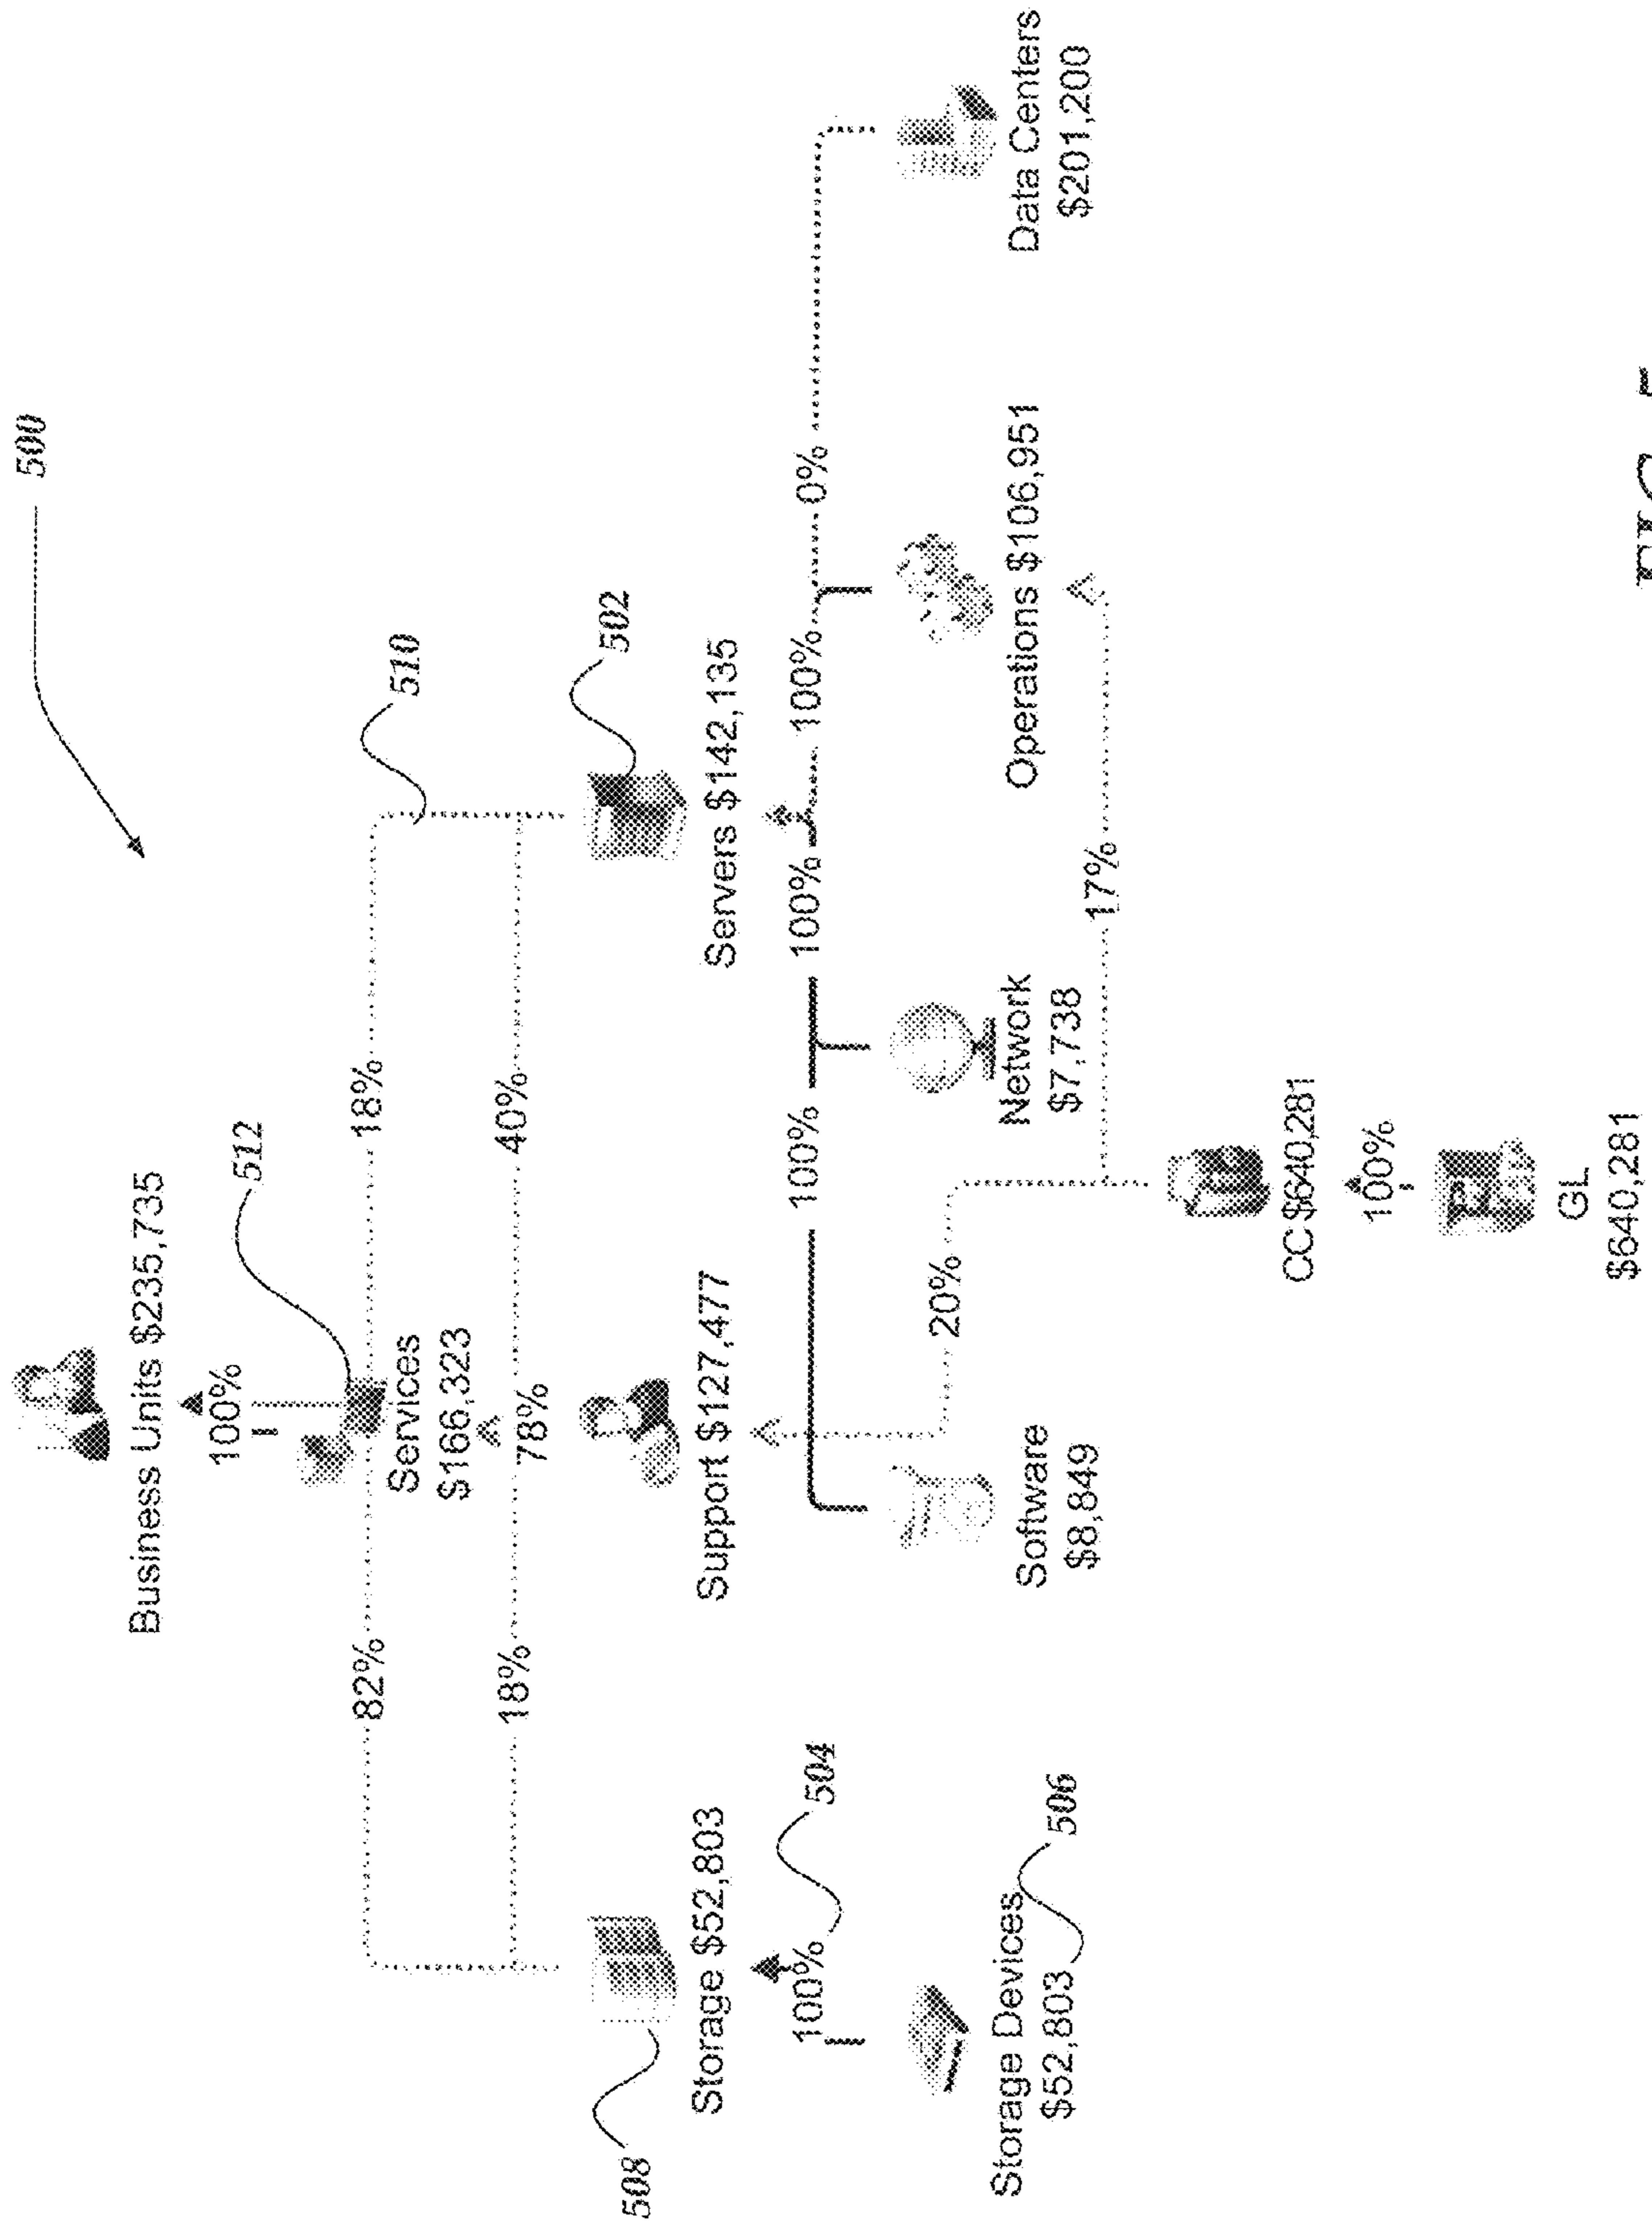 500
Business Units $235,735
100%
512
82%
18%
510
Services
$166,323
18%
78%
40%
508
502
Storage $52,803
Support $127,477
Servers $142,135
100%
504
100%
100%
100%
0%
Storage Devices
$52,803
506
Software
$8,849
Network
$7,738
Operations $106,951
Data Centers
$201,200
20%
17%
CC $640,281
100%
GL
$640,281